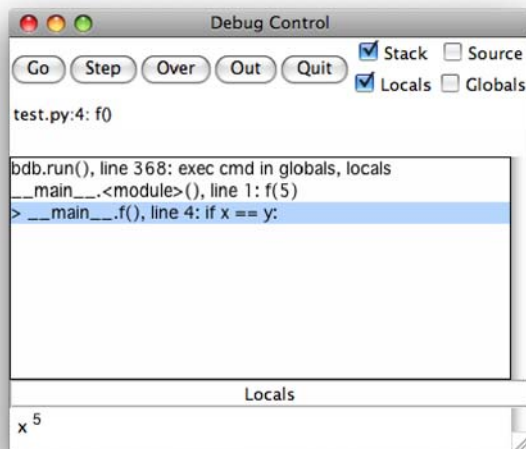 Debug Control
Go Step Over Out Quit
Stack Source
Locals Globals
test.py:4: f()
bdb.run(), line 368: exec cmd in globals, locals
__main__.<module>(), line 1: f(5)
> __main__.f(), line 4: if x == y:
Locals
x 5